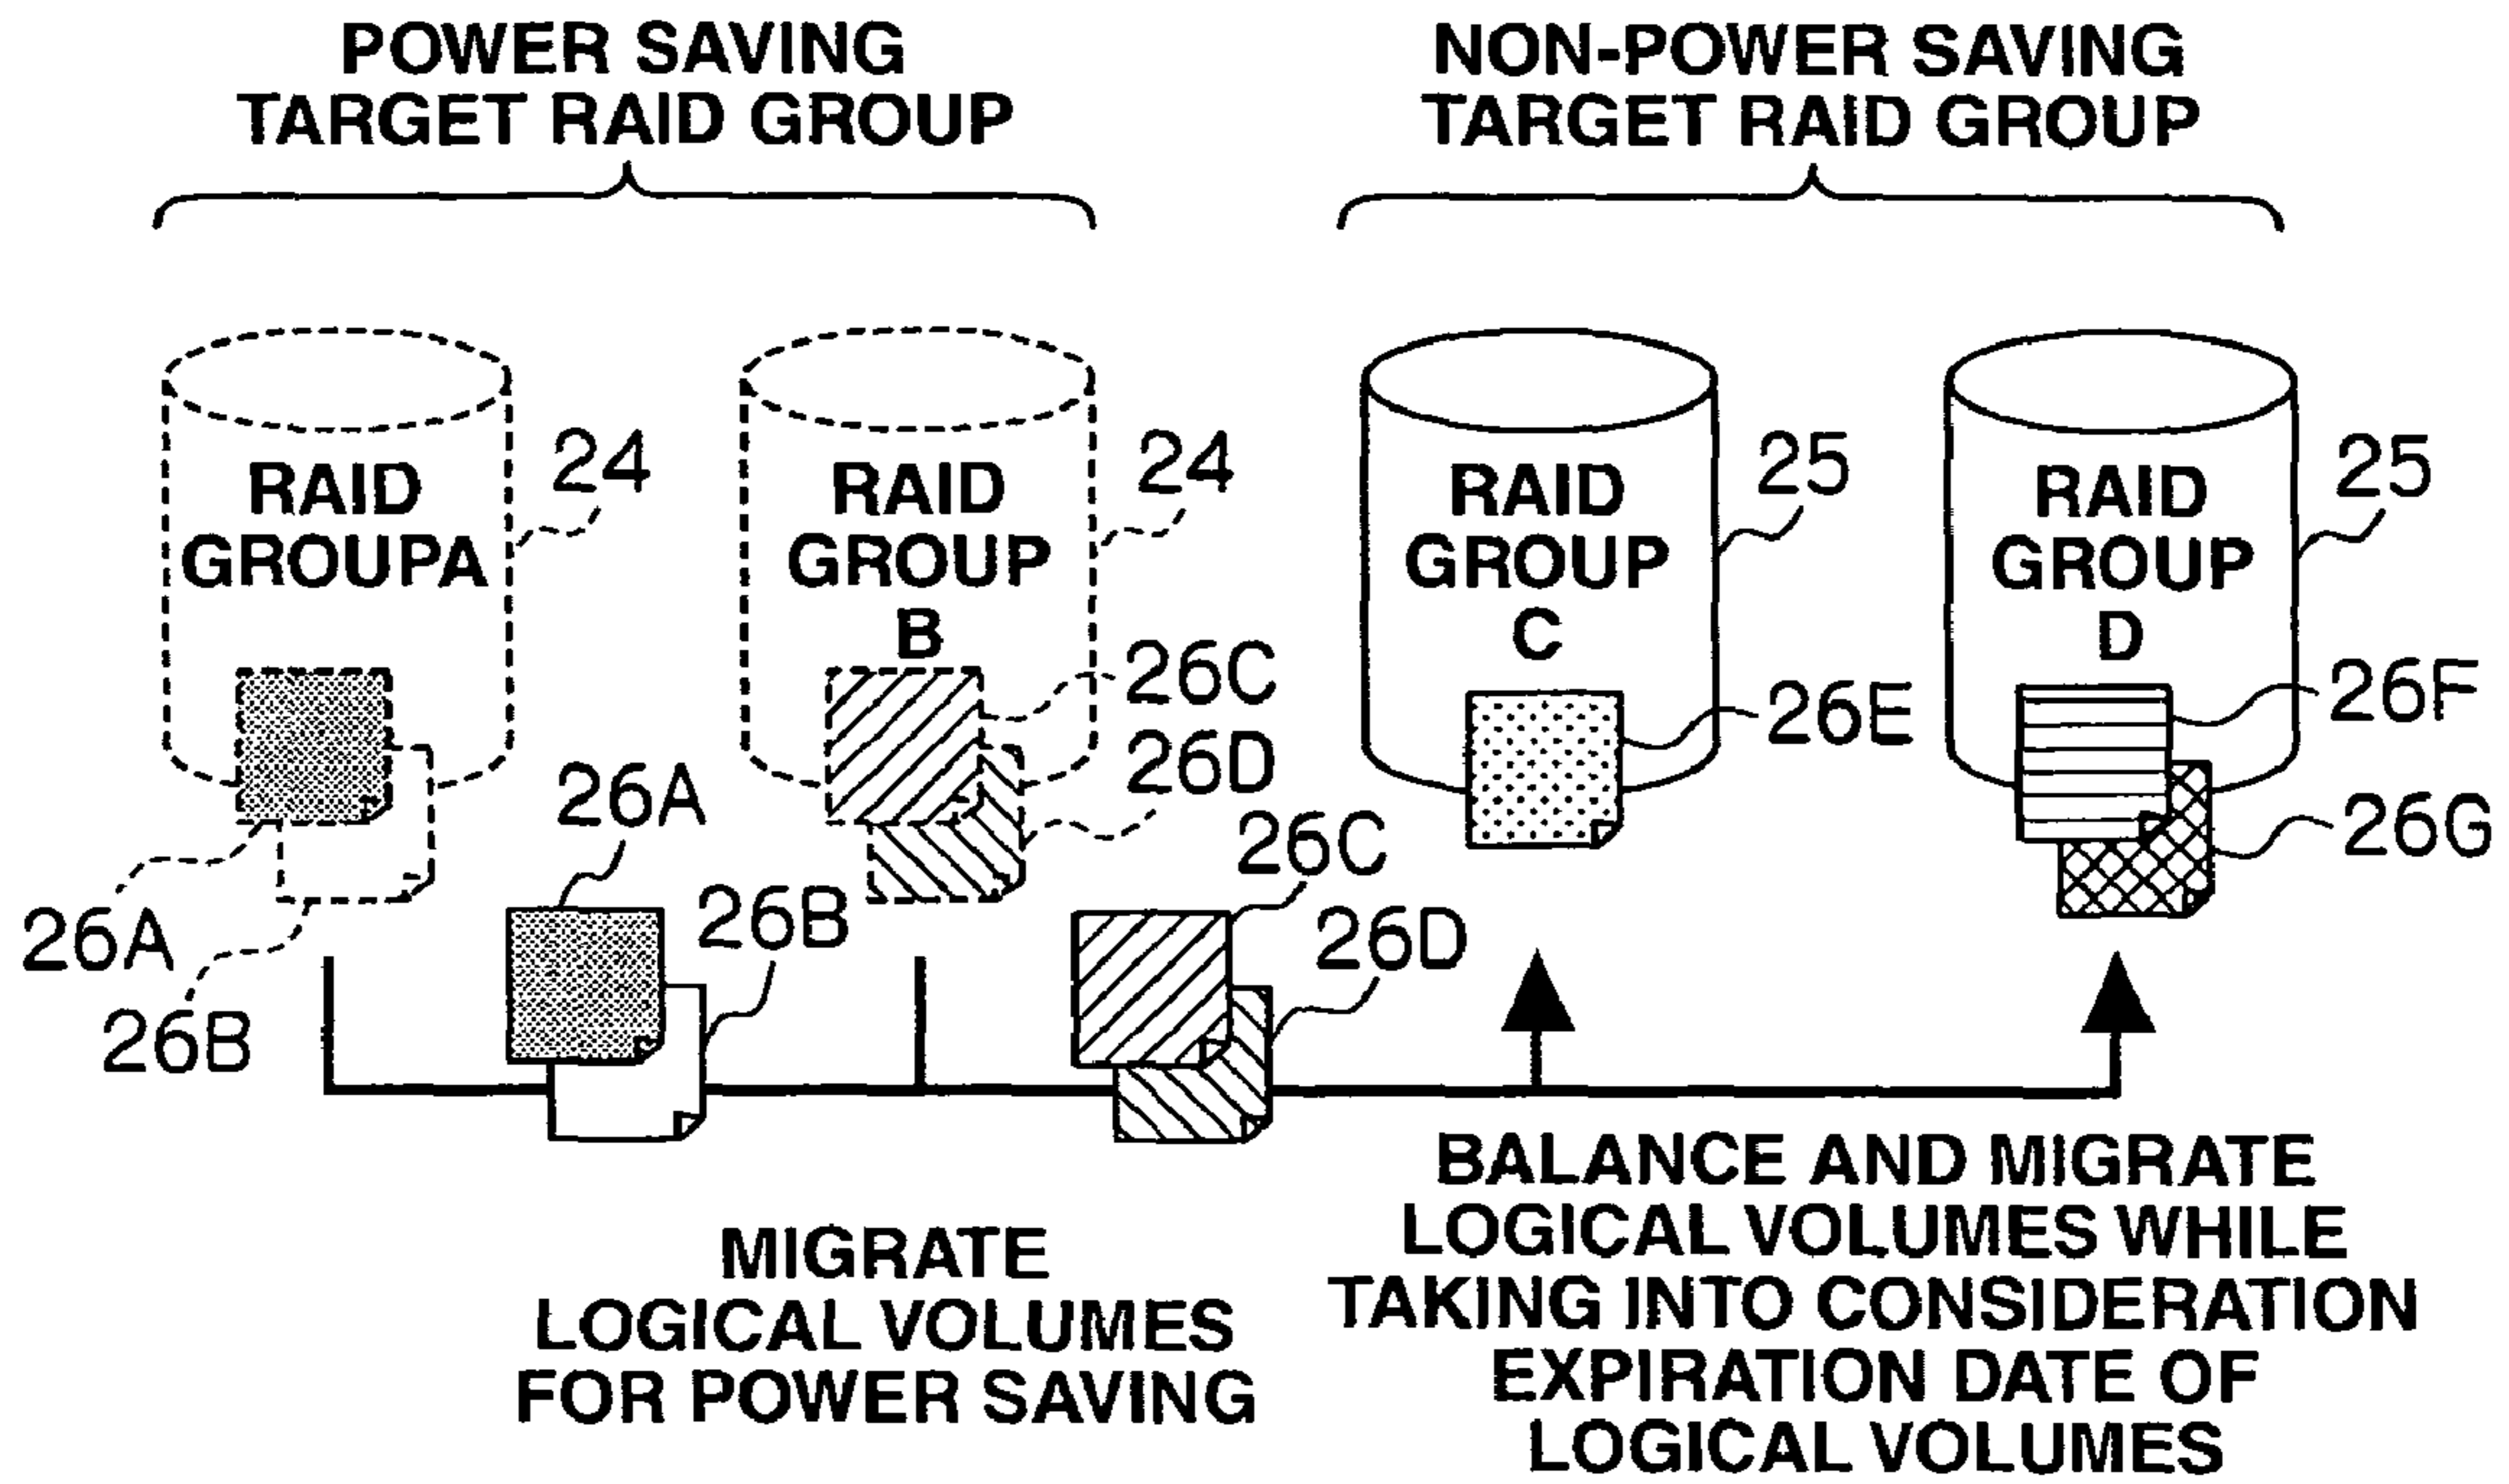 POWER SAVING
TARGET RAID GROUP
NON-POWER SAVING
TARGET RAID GROUP
RAID
GROUPA
24
RAID
GROUP
B
24
RAID
GROUP
C
25
RAID
GROUP
D
25
26C
26D
26E
26F
26G
26A
26B
26A
26B
26C
26D
MIGRATE
LOGICAL VOLUMES
FOR POWER SAVING
BALANCE AND MIGRATE
LOGICAL VOLUMES WHILE
TAKING INTO CONSIDERATION
EXPIRATION DATE OF
LOGICAL VOLUMES